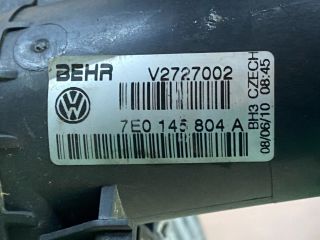 BEHR V2727002
7E0 145 804 A
BH3 CZECH
08/06/10 08:45